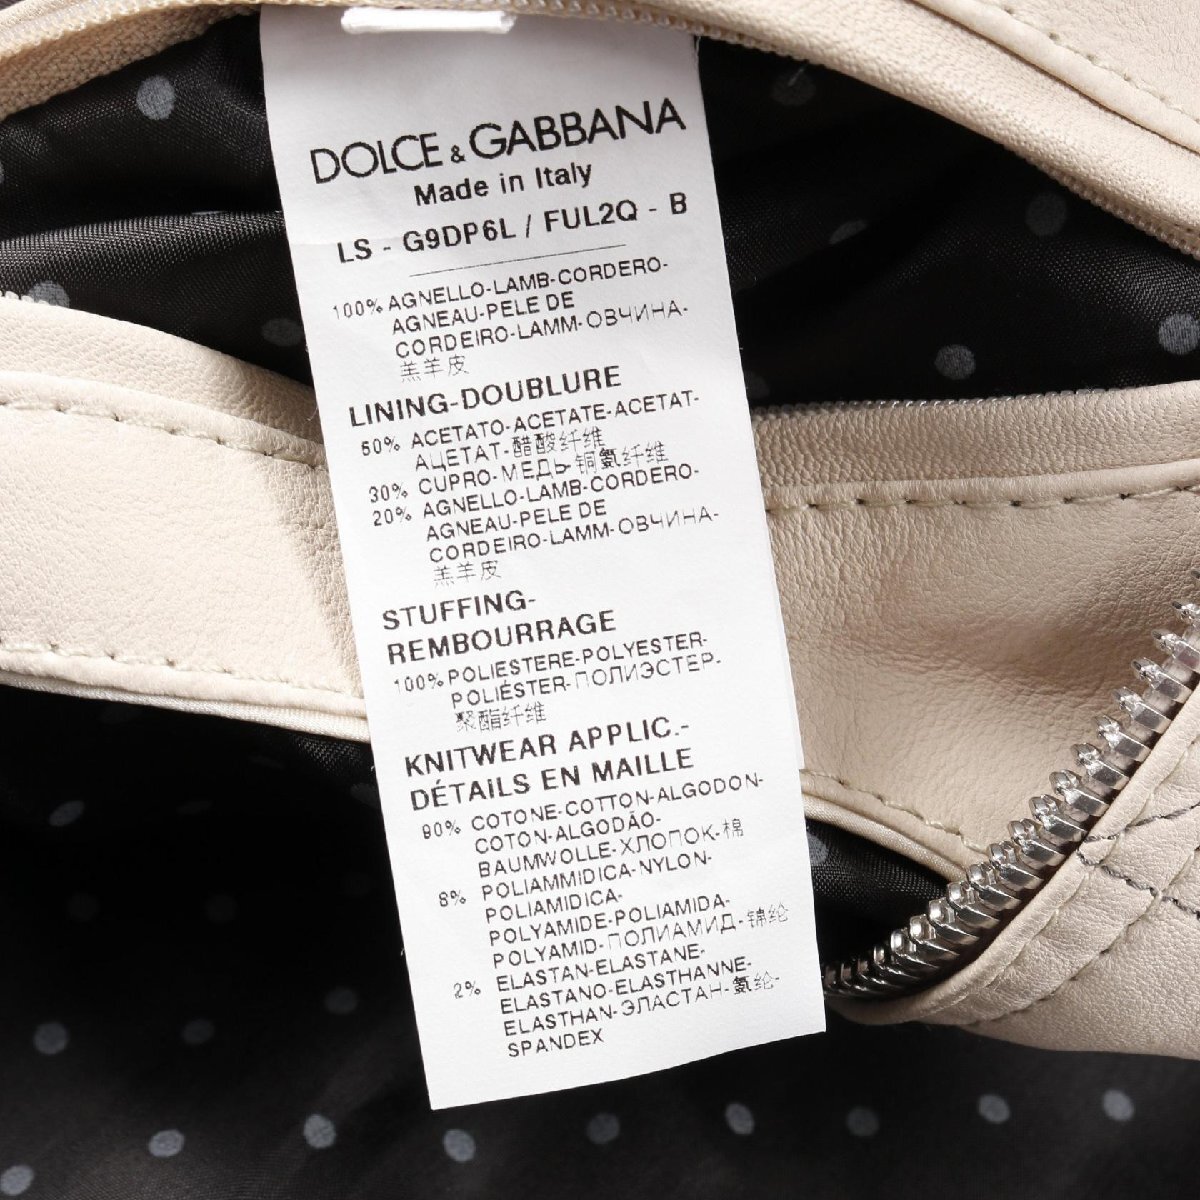 DOLCE & GABBANA
Made in Italy
LS - G9DP6L / FUL2Q - B
100% AGNELLO-LAMB-CORDERO-
AGNEAU-PELE DE
CORDEIRO-LAMM-ОВЧИНА-
羔羊皮
LINING-DOUBLURE
50% ACETATO-ACETATE-ACETAT-
АЦЕТАТ-醋酸纤维
30% CUPRO-МЕДЬ-铜氨纤维
20% AGNELLO-LAMB-CORDERO-
AGNEAU-PELE DE
CORDEIRO-LAMM-ОВЧИНА-
羔羊皮
STUFFING-
REMBOURRAGE
100% POLIESTERE-POLYESTER-
POLIÉSTER-ПОЛИЭСТЕР-
聚酯纤维
KNITWEAR APPLIC.-
DÉTAILS EN MAILLE
90% COTONE-COTTON-ALGODON-
COTON-ALGODÃO-
BAUMWOLLE-ХЛОПОК-棉
8% POLIAMMIDICA-NYLON-
POLIAMIDICA-
POLYAMIDE-POLIAMIDA-
POLYAMID-ПОЛИАМИД-锦纶
2% ELASTAN-ELASTANE-
ELASTANO-ELASTHANNE-
ELASTHAN-ЭЛАСТАН-氨纶-
SPANDEX